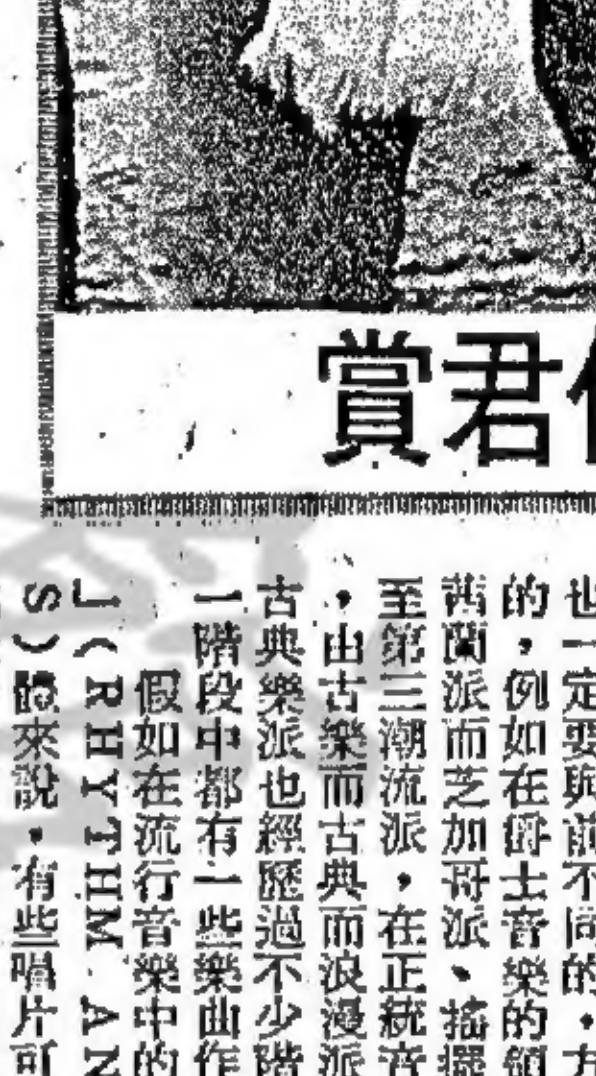 賞君
也一定要與前不同的，
的，例如在爵士音樂的領
茜蘭派而芝加哥派、搖擺
至第三潮流派，在正統音
，由古樂而古典而浪漫派
古典樂派也經歷過不少階
一階段中都有一些樂曲作
假如在流行音樂中的
」（RHYTHM AN
S）歌來說，有些唱片可